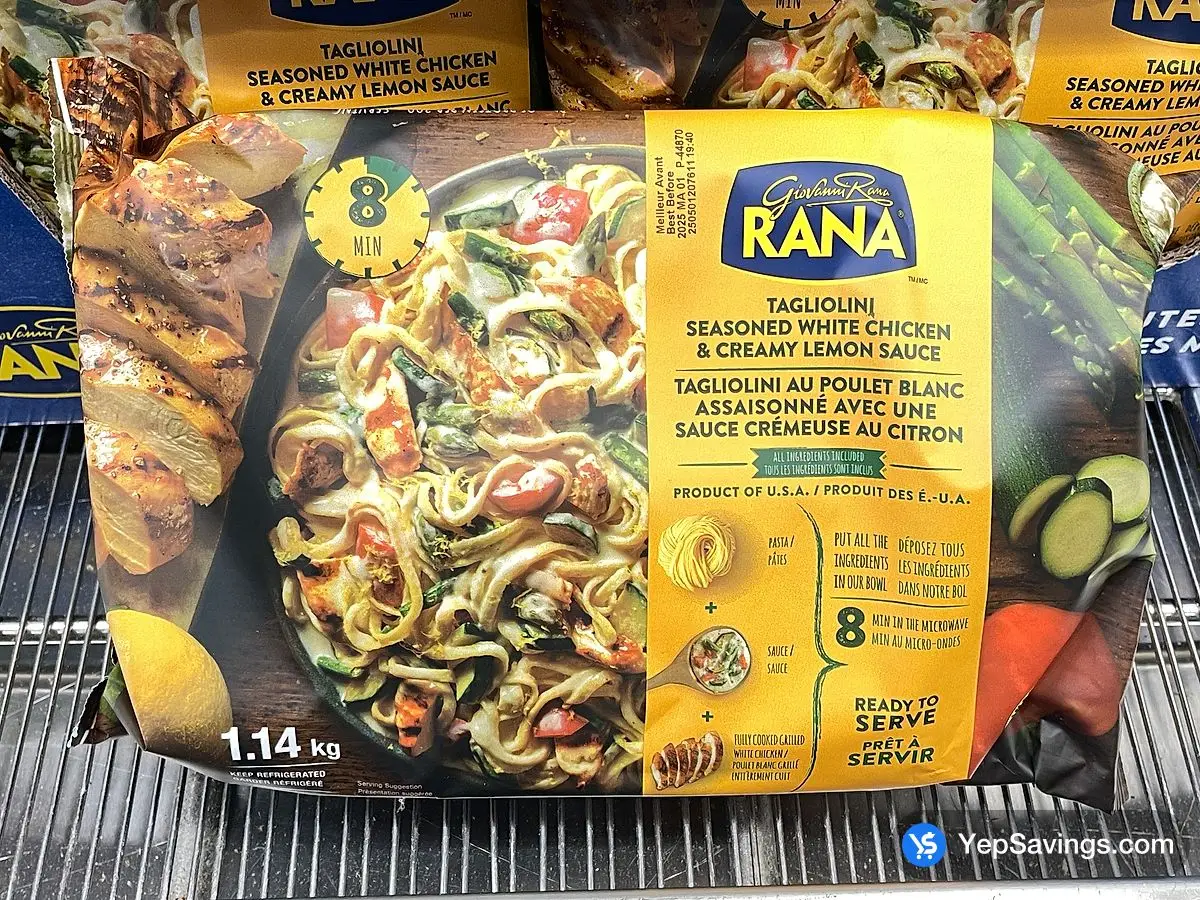 MIN
TM/MC
TAGLIOLINI
SEASONED WHITE CHICKEN
& CREAMY LEMON SAUCE
RANA
TAGLIO
SEASONED WHITE
& CREAMY LEM
8
MIN
Meilleur Avant
Best Before
2025 MA 01 P-44870
250501207611 19:40
Giovanni Rana
RANA
TM/MC
TAGLIOLINI
SEASONED WHITE CHICKEN
& CREAMY LEMON SAUCE
TAGLIOLINI AU POULET BLANC
ASSAISONNÉ AVEC UNE
SAUCE CRÉMEUSE AU CITRON
ALL INGREDIENTS INCLUDED
TOUS LES INGRÉDIENTS SONT INCLUS
PRODUCT OF U.S.A. / PRODUIT DES É.-U.A.
PASTA /
PÂTES
+
SAUCE /
SAUCE
+
FULLY COOKED GRILLED
WHITE CHICKEN /
POULET BLANC GRILLÉ
ENTIÈREMENT CUIT
PUT ALL THE
INGREDIENTS
IN OUR BOWL
DÉPOSEZ TOUS
LES INGRÉDIENTS
DANS NOTRE BOL
8 MIN IN THE MICROWAVE
MIN AU MICRO-ONDES
READY TO
SERVE
PRÊT À
SERVIR
1.14 kg
KEEP REFRIGERATED
GARDER RÉFRIGÉRÉ
Serving Suggestion
Présentation suggérée
YepSavings.com